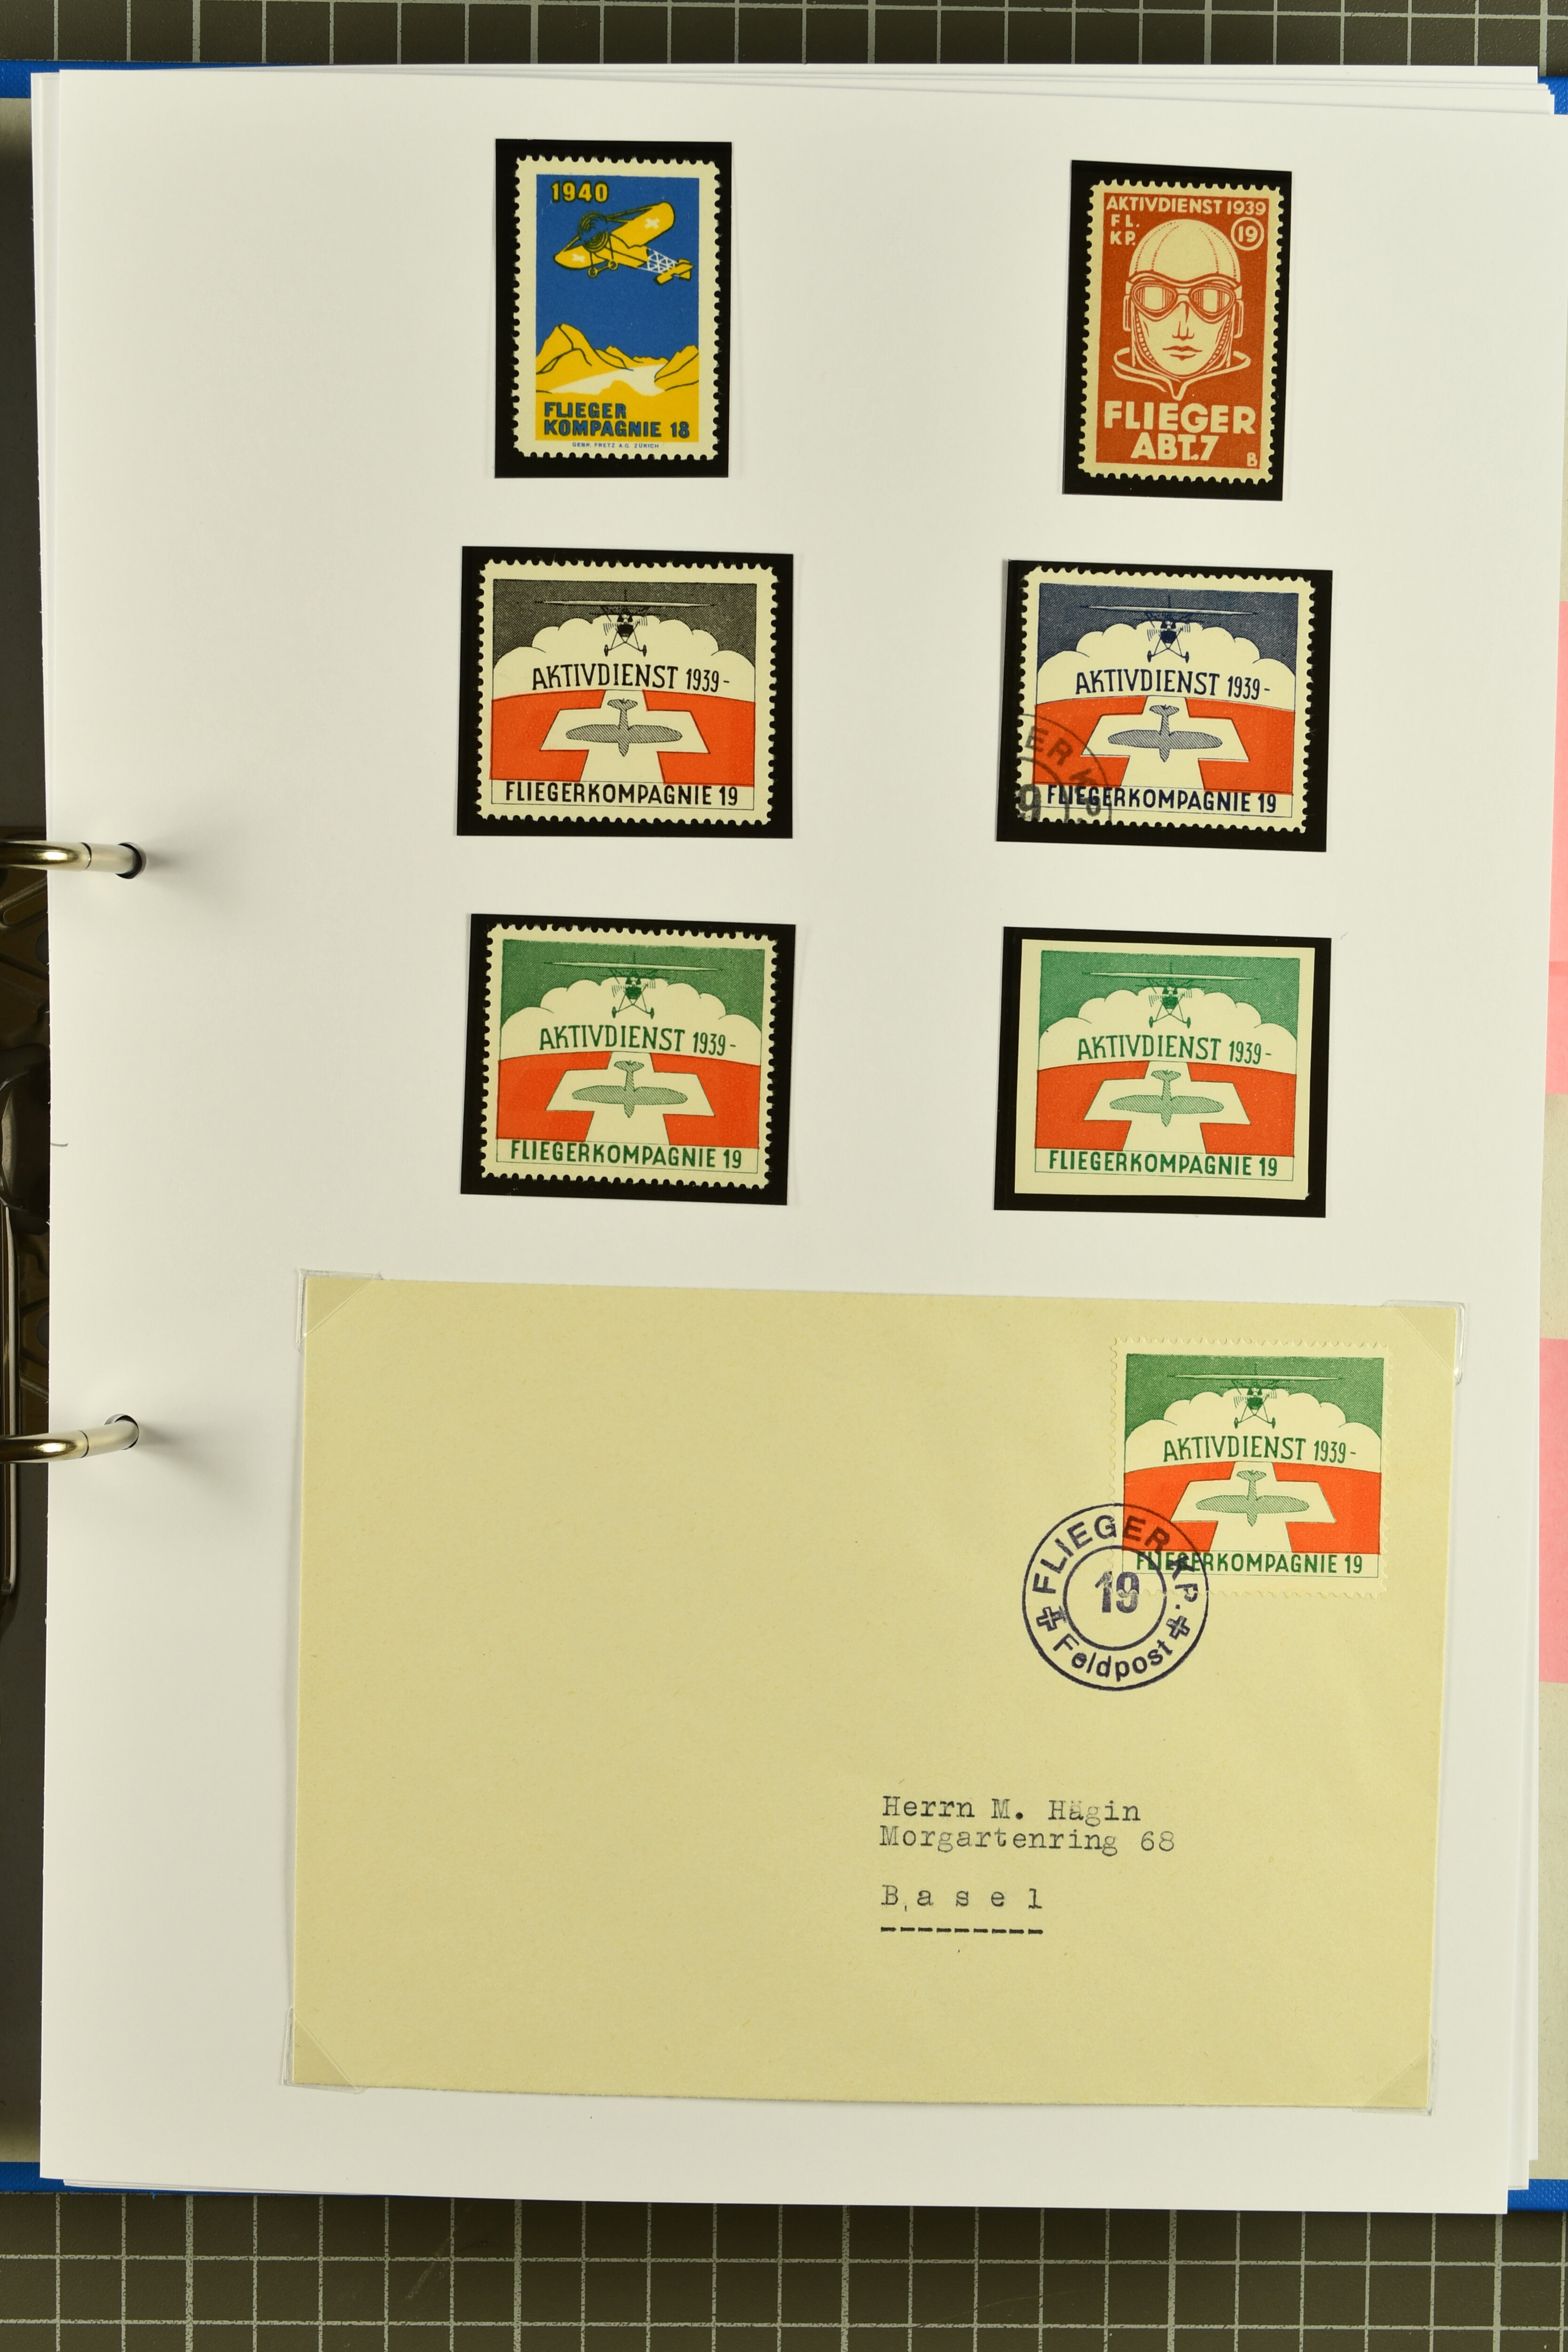 1940
FLIEGER
KOMPAGNIE 18
GEBR. FRETZ A.G. ZÜRICH
AKTIVDIENST 1939
FL.
KP.
19
FLIEGER
ABT.7
B
AKTIVDIENST 1939-
FLIEGERKOMPAGNIE 19
AKTIVDIENST 1939-
FLIEGERKOMPAGNIE 19
ER K
9
AKTIVDIENST 1939-
FLIEGERKOMPAGNIE 19
AKTIVDIENST 1939-
FLIEGERKOMPAGNIE 19
AKTIVDIENST 1939-
FLIEGERKOMPAGNIE 19
FLIEGER KP.
19
Feldpost
Herrn M. Hägin
Morgartenring 68
B a s e l